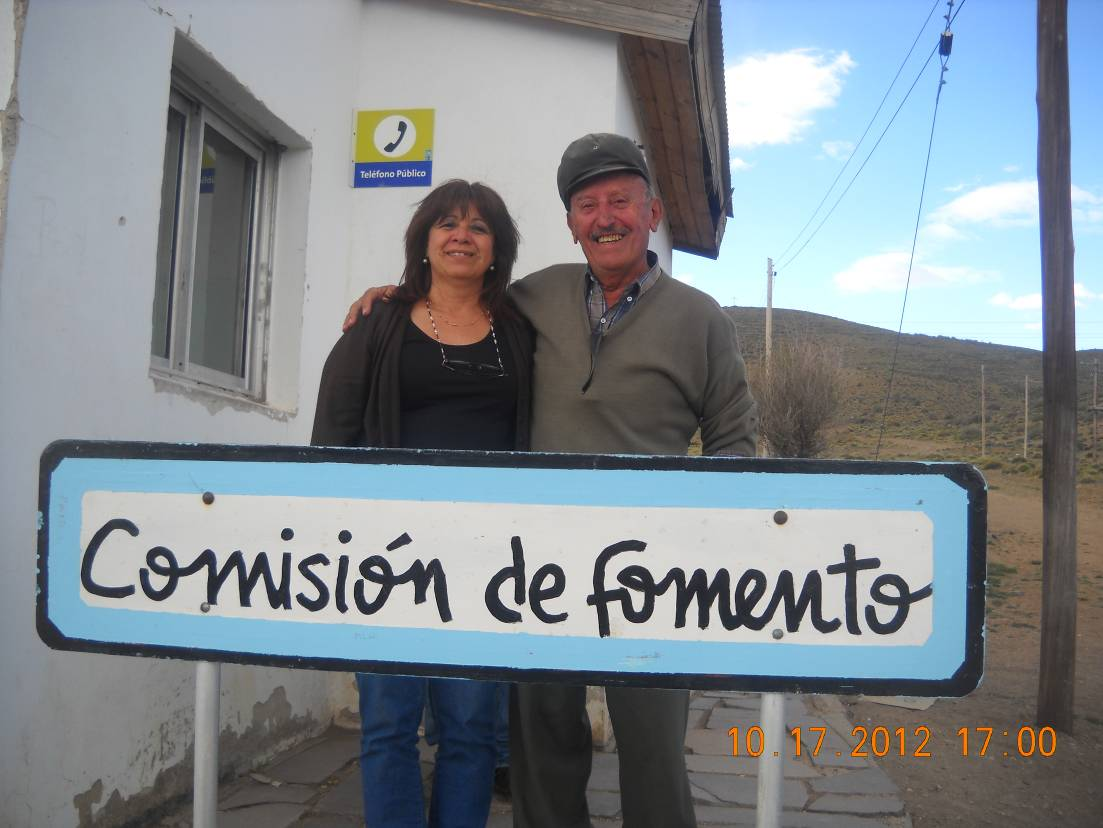 Teléfono Público
Comisión de fomento
10.17.2012 17:00